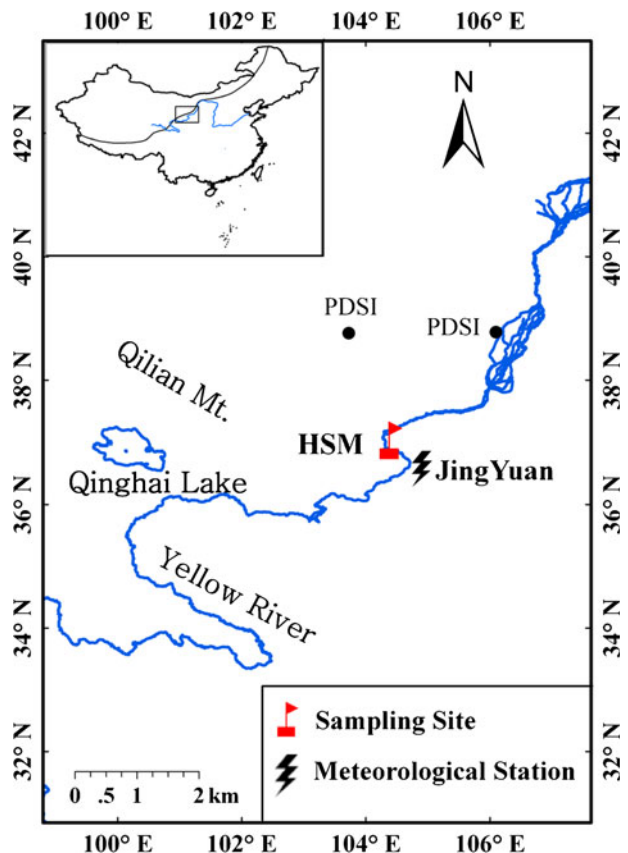 100° E 102° E 104° E 106° E
N
42° N
42° N
40° N
40° N
PDSI
PDSI
38° N
38° N
Qilian Mt.
HSM
JingYuan
Qinghai Lake
36° N
36° N
Yellow River
34° N
34° N
Sampling Site
32° N
32° N
Meteorological Station
0 .5 1 2 km
100° E 102° E 104° E 106° E